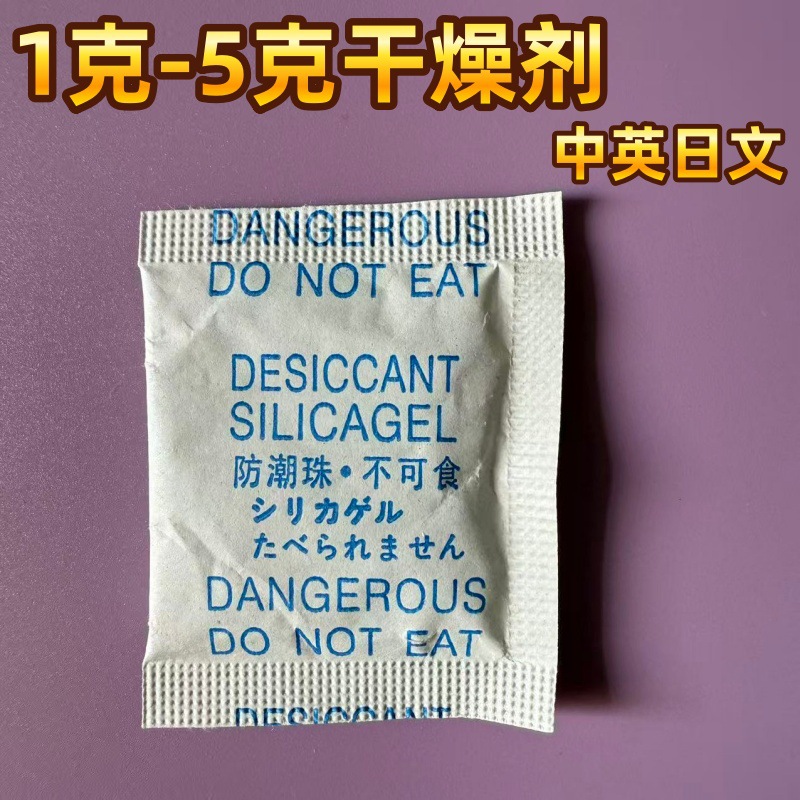 1克-5克干燥剂
中英日文
DANGEROUS
DO NOT EAT
DESICCANT
SILICAGEL
防潮珠·不可食
シリカゲル
たべられません
DANGEROUS
DO NOT EAT
DESICCANT